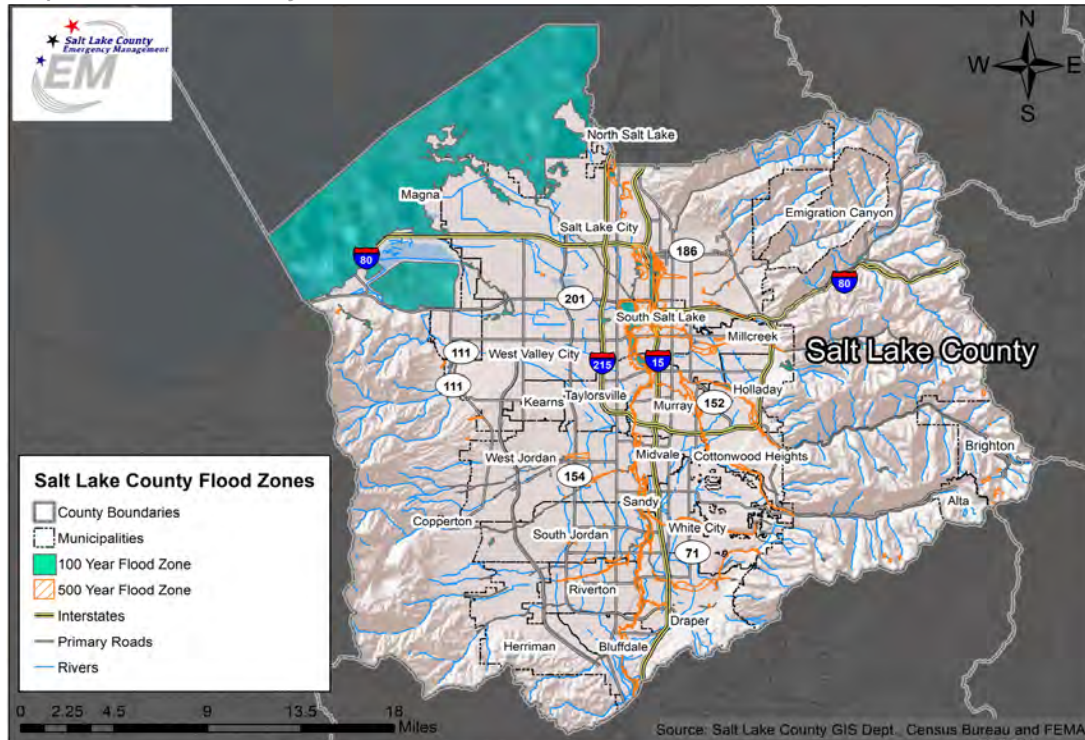 Salt Lake County
Emergency Management
EM
N
W E
S
North Salt Lake
Magna
Emigration Canyon
Salt Lake City
186
80
80
201
South Salt Lake
Millcreek
Salt Lake County
111
West Valley City
215
15
111
Holladay
Taylorsville
Kearns
Murray
152
Brighton
Midvale
Cottonwood Heights
West Jordan
154
Alta
Sandy
Copperton
White City
South Jordan
71
Riverton
Draper
Herriman
Bluffdale
Salt Lake County Flood Zones
County Boundaries
Municipalities
100 Year Flood Zone
500 Year Flood Zone
Interstates
Primary Roads
Rivers
0 2.25 4.5 9 13.5 18
Miles
Source: Salt Lake County GIS Dept., Census Bureau and FEMA